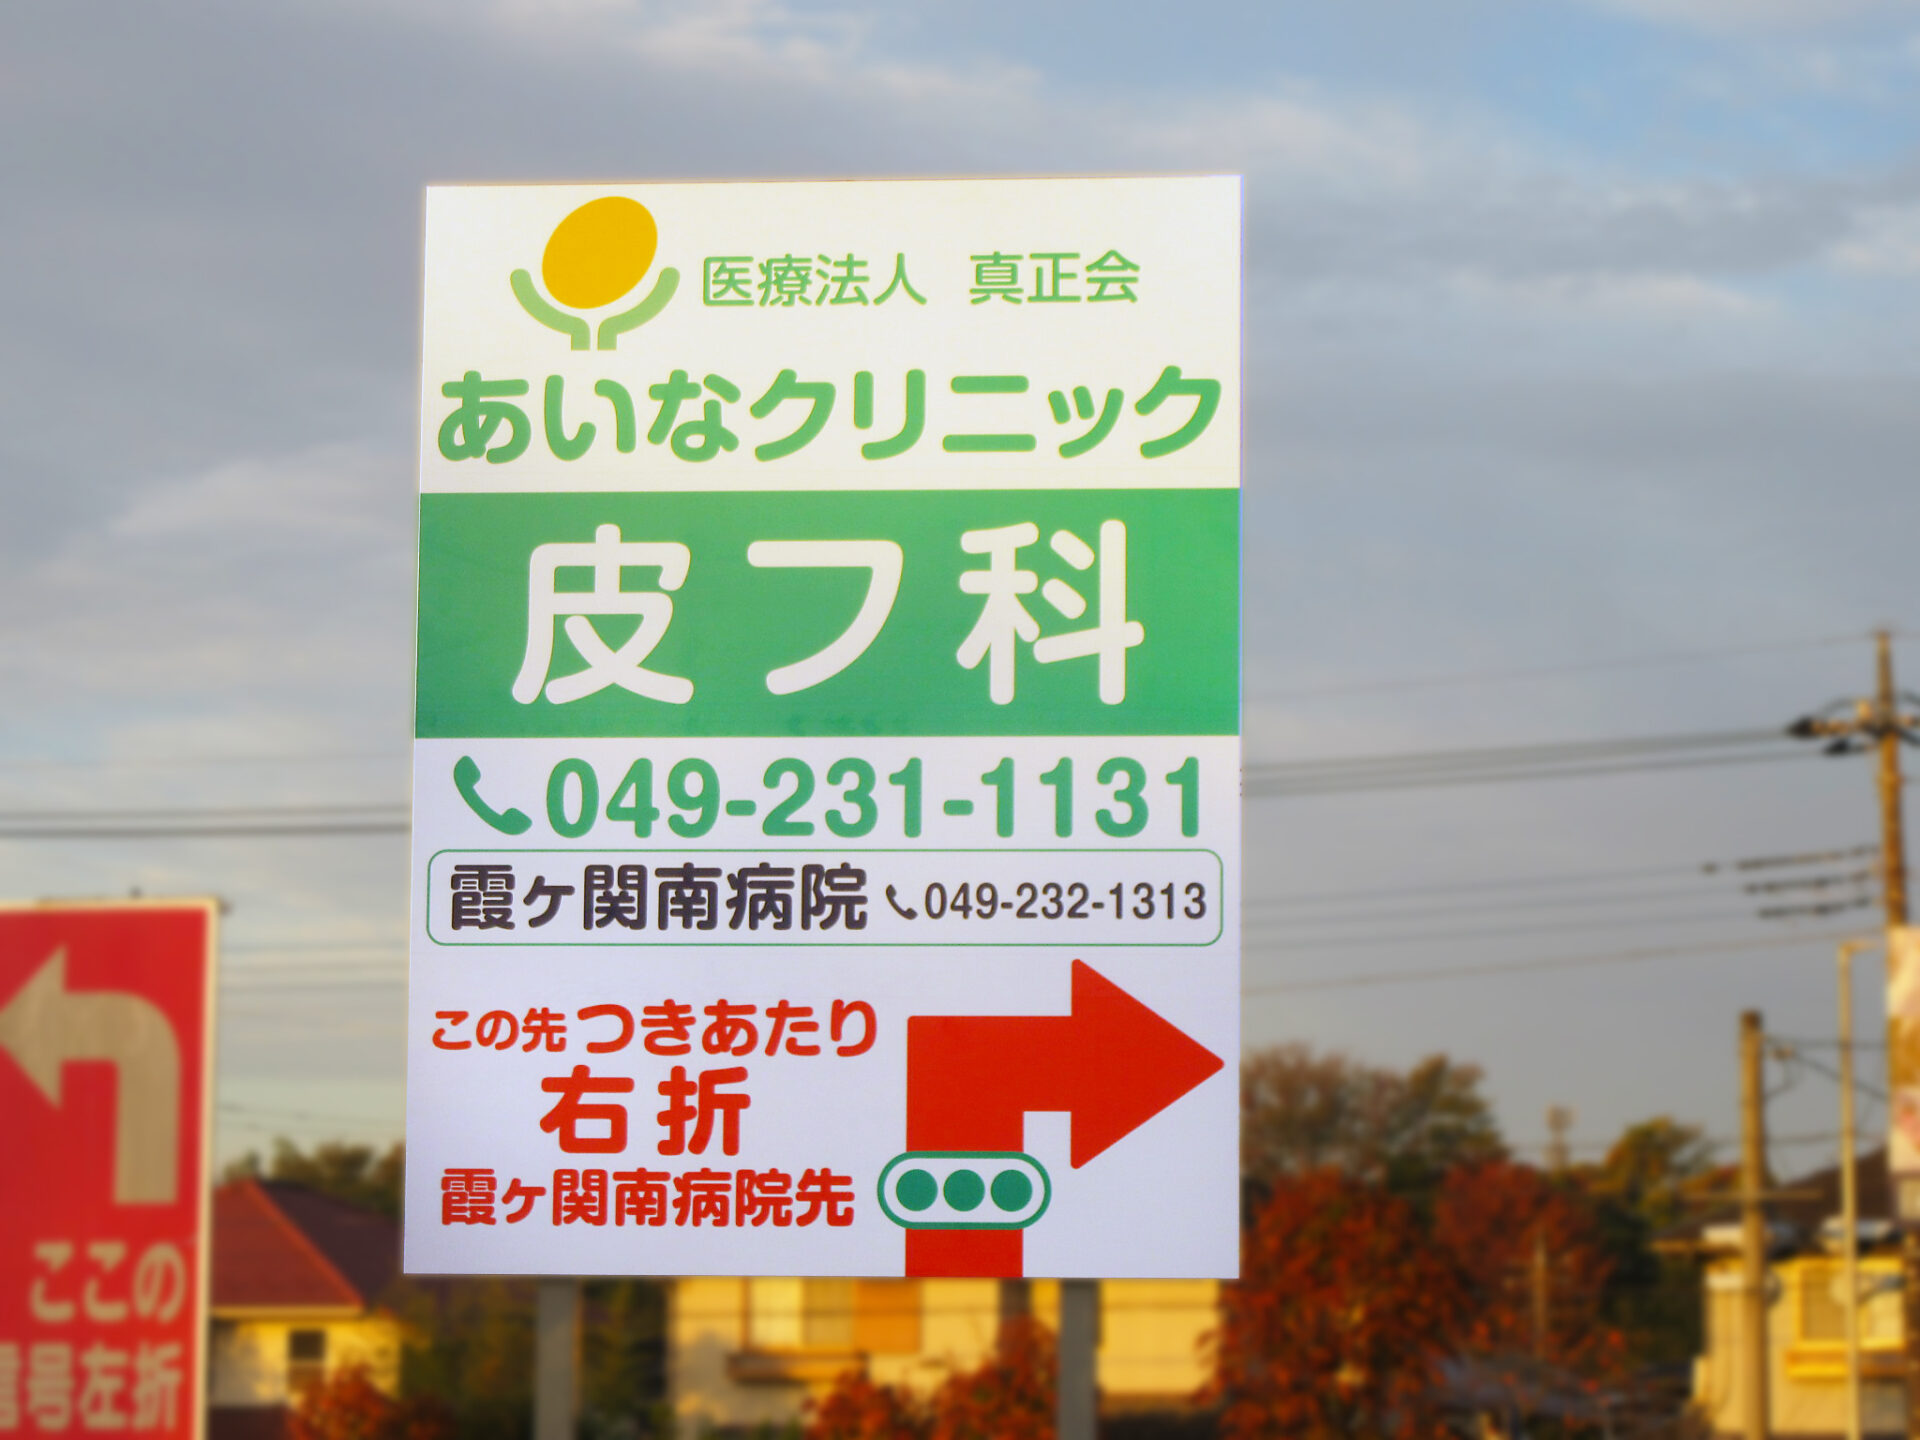 医療法人 真正会
あいなクリニック
皮フ科
049-231-1131
霞ヶ関南病院 049-232-1313
この先つきあたり
右折
霞ヶ関南病院先
ここの
信号左折